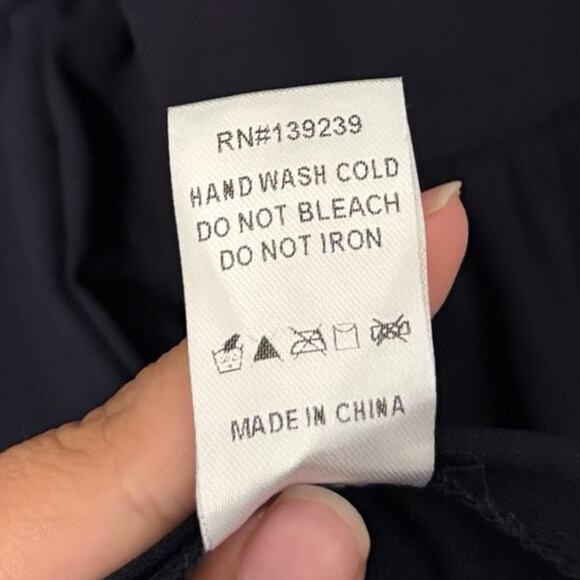 RN#139239
HAND WASH COLD
DO NOT BLEACH
DO NOT IRON
MADE IN CHINA